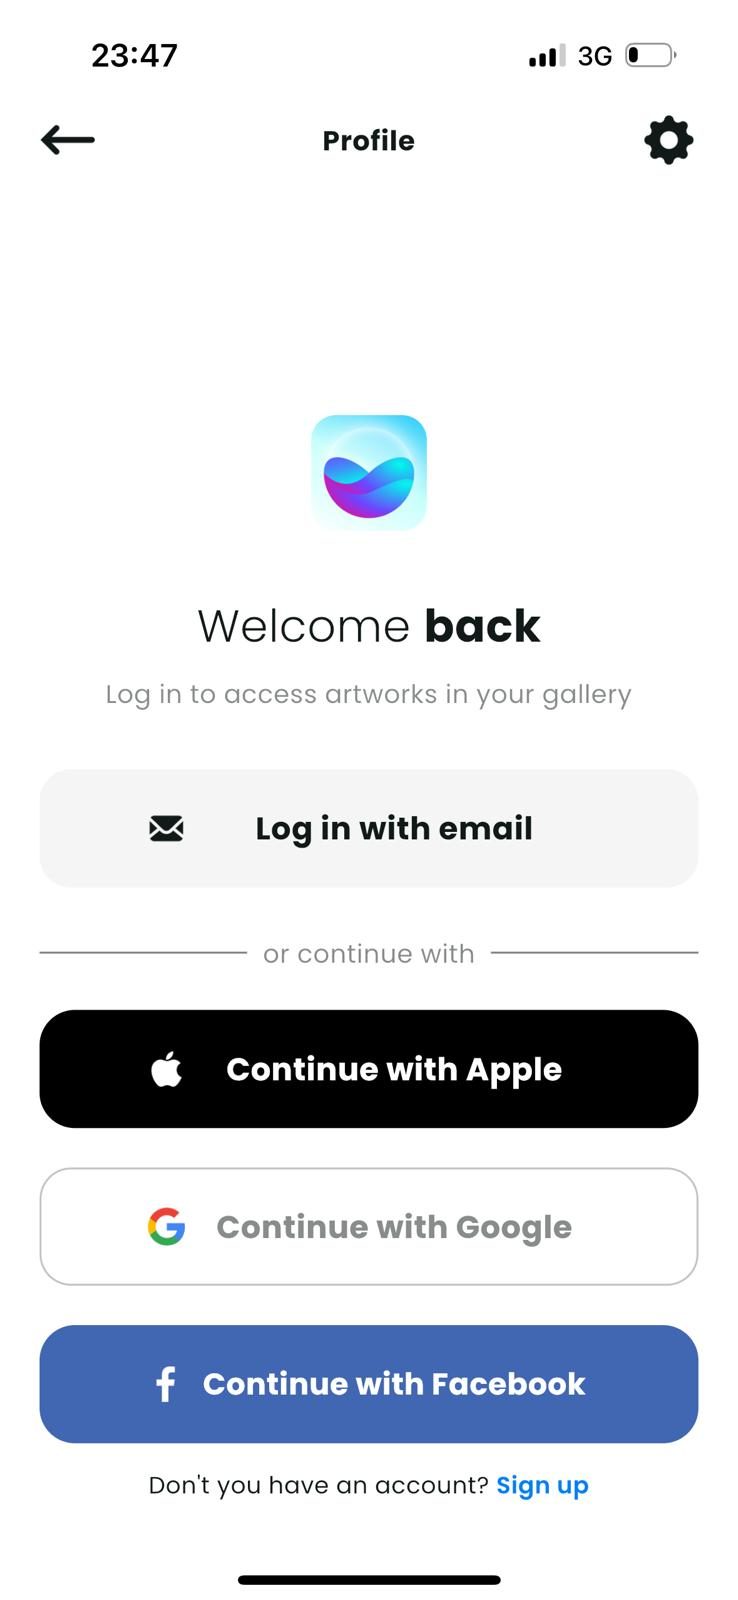 23:47 3G
Profile
Welcome back
Log in to access artworks in your gallery
Log in with email
or continue with
Continue with Apple
Continue with Google
Continue with Facebook
Don't you have an account? Sign up